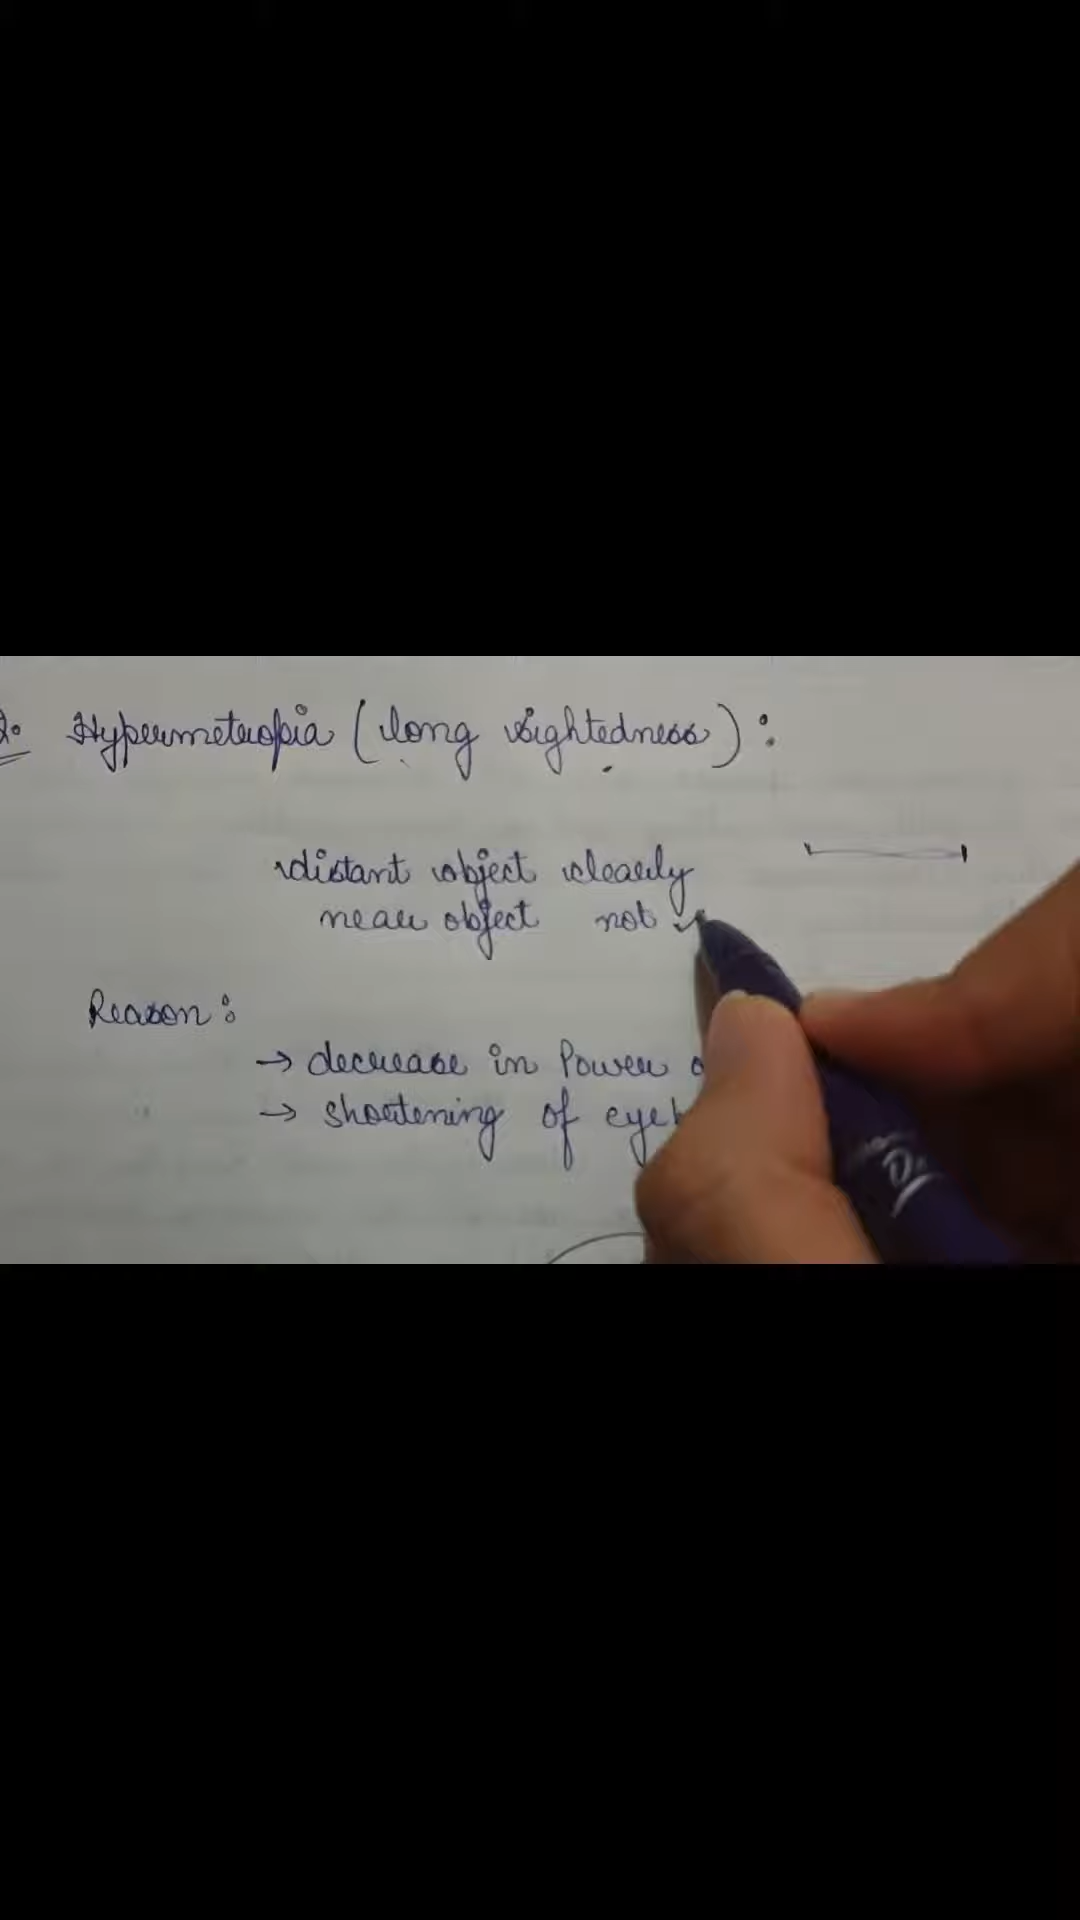 2. Hypermetropia (long sightedness) :
distant object clearly
near object not ✓
Reason :
→ decrease in Power
→ shortening of